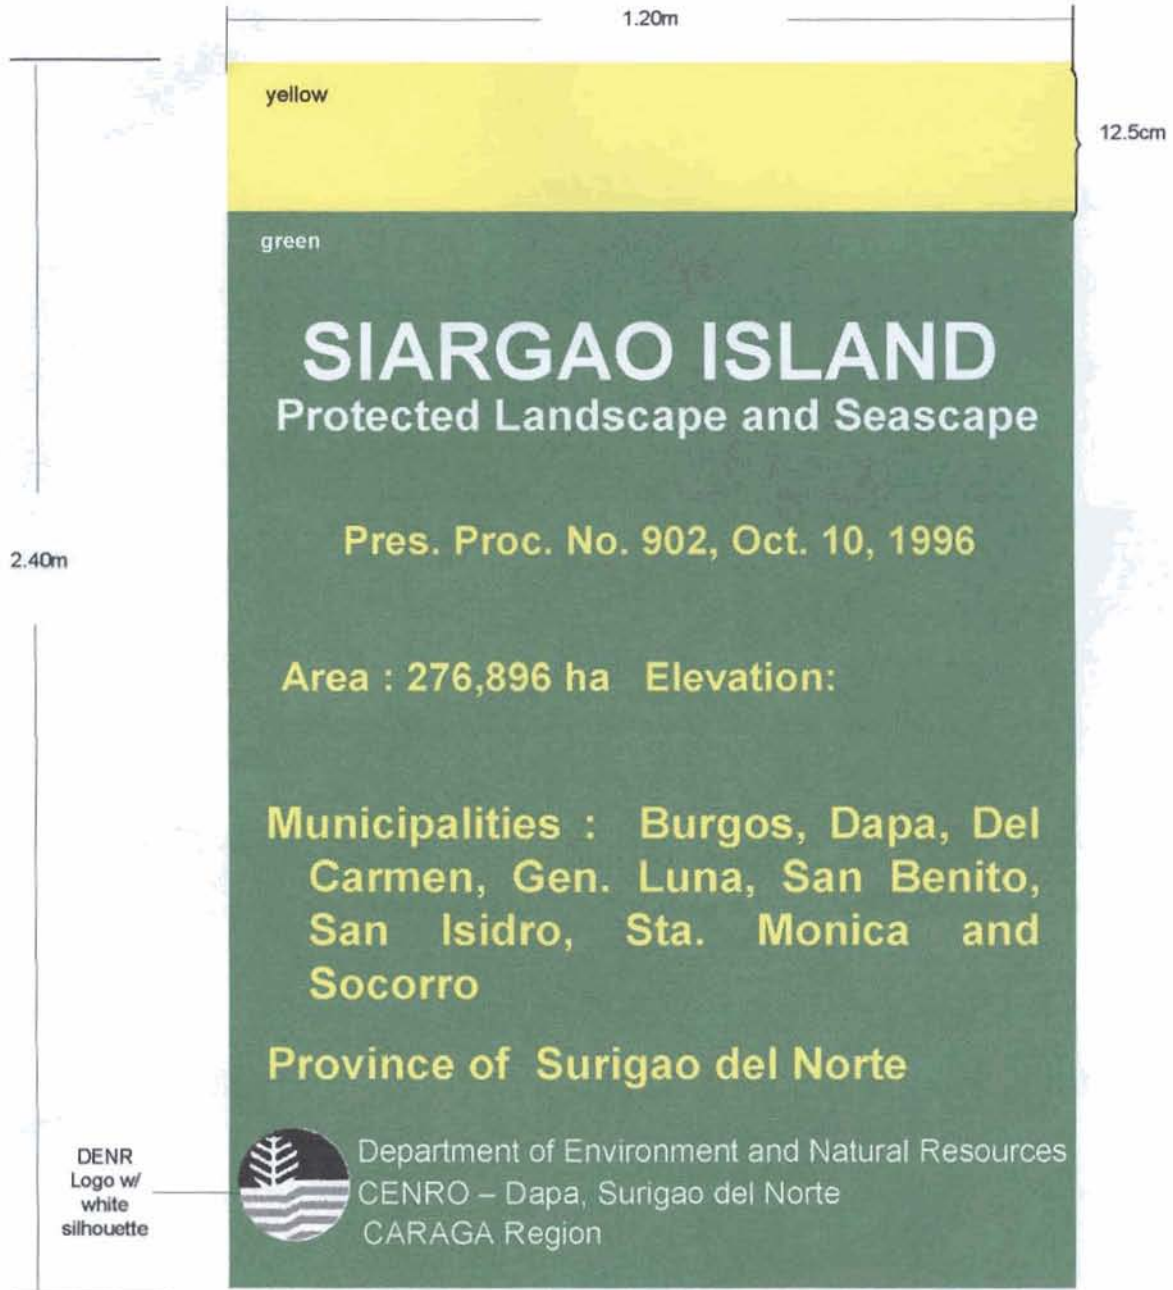 1.20m
yellow
12.5cm
green
SIARGAO ISLAND
Protected Landscape and Seascape
Pres. Proc. No. 902, Oct. 10, 1996
2.40m
Area : 276,896 ha Elevation:
Municipalities : Burgos, Dapa, Del
Carmen, Gen. Luna, San Benito,
San Isidro, Sta. Monica and
Socorro
Province of Surigao del Norte
DENR
Logo w/
white
silhouette
Department of Environment and Natural Resources
CENRO – Dapa, Surigao del Norte
CARAGA Region